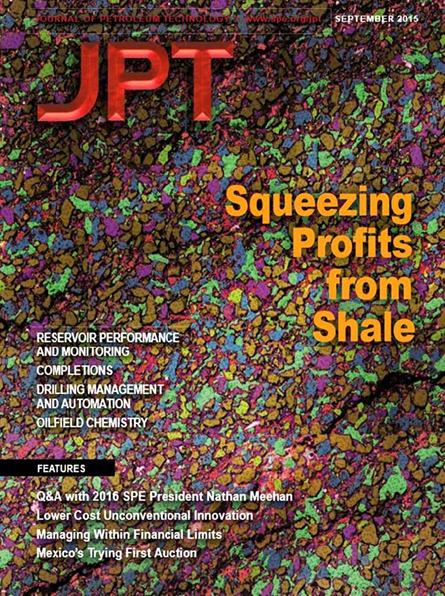 JOURNAL OF PETROLEUM TECHNOLOGY • www.spe.org/jpt SEPTEMBER 2015
JPT
Squeezing
Profits
from
Shale
RESERVOIR PERFORMANCE
AND MONITORING
COMPLETIONS
DRILLING MANAGEMENT
AND AUTOMATION
OILFIELD CHEMISTRY
FEATURES
Q&A with 2016 SPE President Nathan Meehan
Lower Cost Unconventional Innovation
Managing Within Financial Limits
Mexico's Trying First Auction